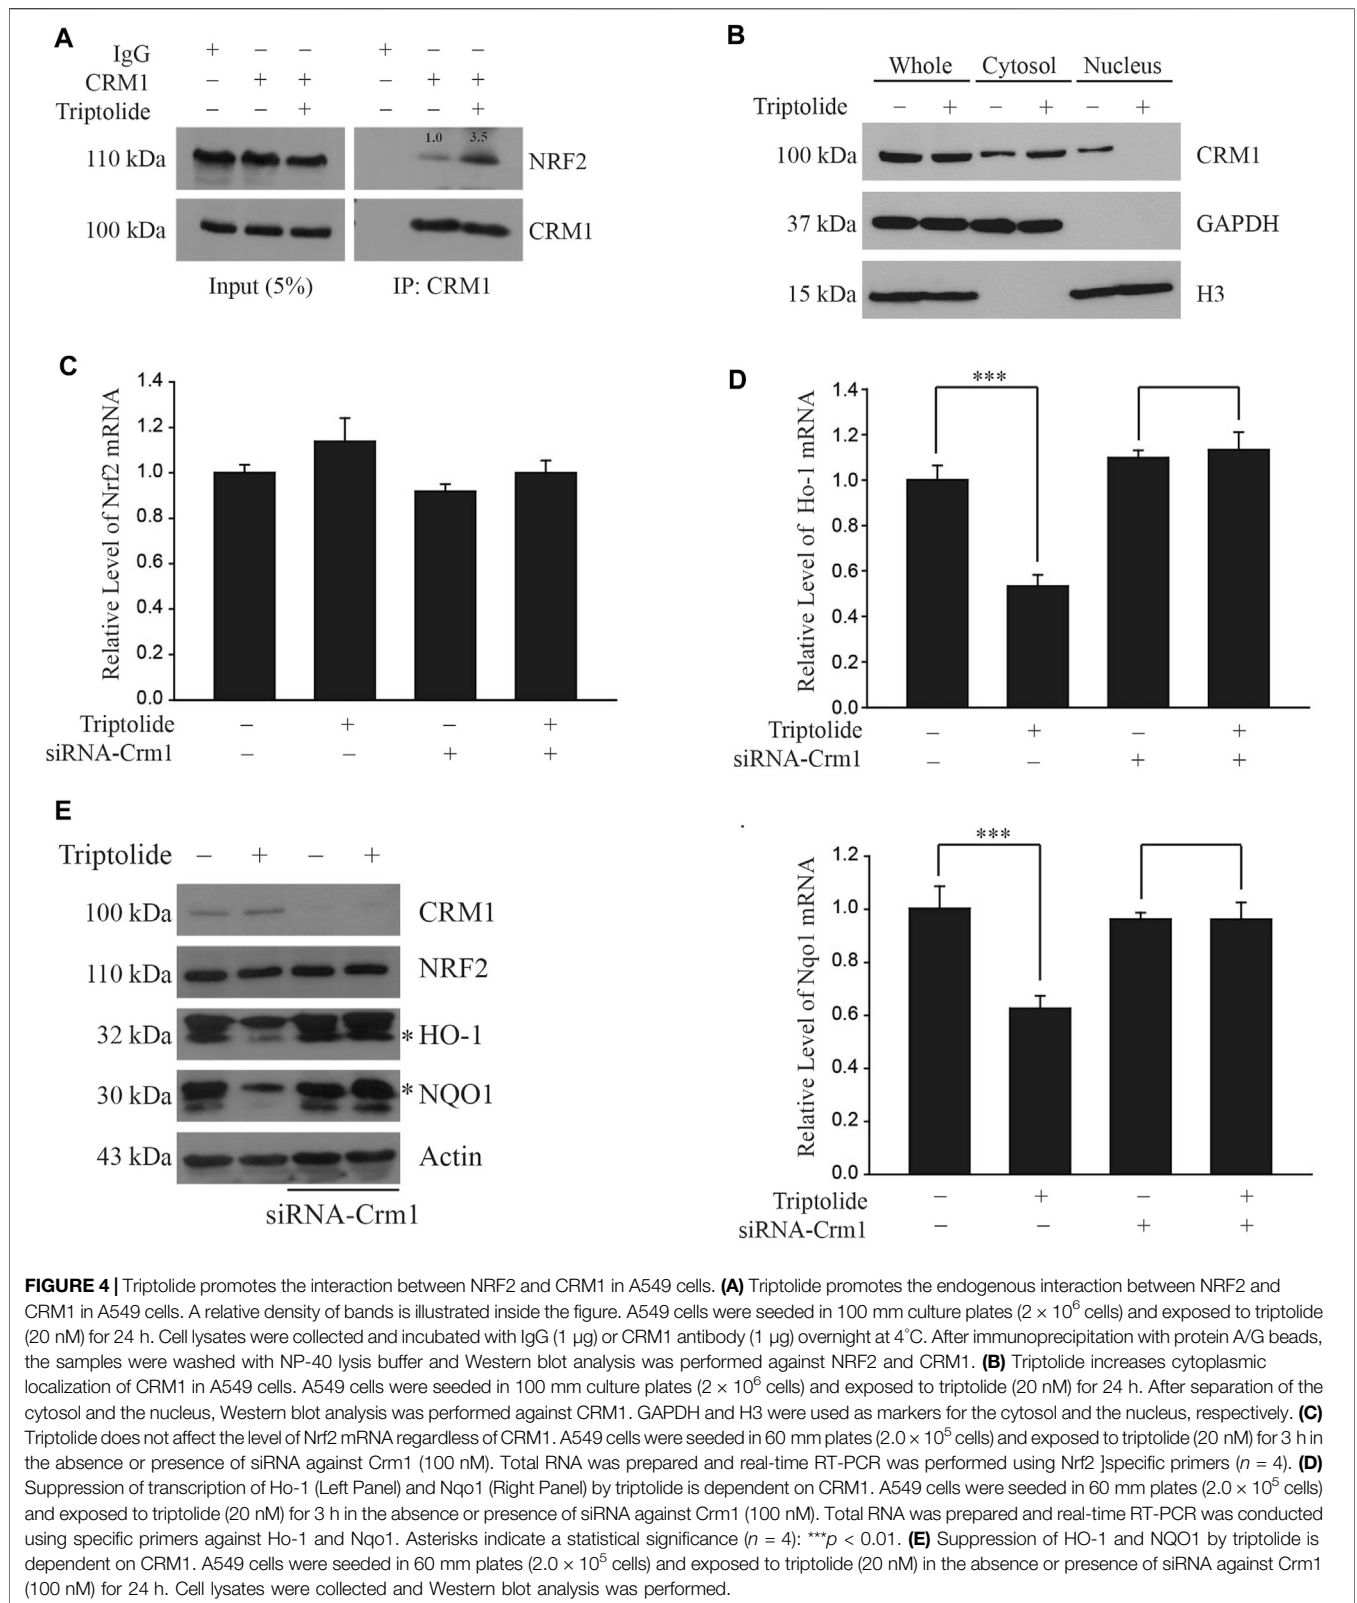 A
IgG + – – + – –
CRM1 – + + – + +
Triptolide – – + – – +
1.0 3.5
110 kDa NRF2
100 kDa CRM1
Input (5%) IP: CRM1
B
Whole Cytosol Nucleus
Triptolide – + – + – +
100 kDa CRM1
37 kDa GAPDH
15 kDa H3
C
Relative Level of Nrf2 mRNA
1.4
1.2
1.0
0.8
0.6
0.4
0.2
0.0
Triptolide – + – +
siRNA-Crm1 – – + +
D
***
Relative Level of Ho-1 mRNA
1.4
1.2
1.0
0.8
0.6
0.4
0.2
0.0
Triptolide – + – +
siRNA-Crm1 – – + +
***
Relative Level of Nqo1 mRNA
1.2
1.0
0.8
0.6
0.4
0.2
0.0
Triptolide – + – +
siRNA-Crm1 – – + +
E
Triptolide – + – +
100 kDa CRM1
110 kDa NRF2
32 kDa * HO-1
30 kDa * NQO1
43 kDa Actin
siRNA-Crm1
FIGURE 4 | Triptolide promotes the interaction between NRF2 and CRM1 in A549 cells. (A) Triptolide promotes the endogenous interaction between NRF2 and
CRM1 in A549 cells. A relative density of bands is illustrated inside the figure. A549 cells were seeded in 100 mm culture plates (2 × 10⁶ cells) and exposed to triptolide
(20 nM) for 24 h. Cell lysates were collected and incubated with IgG (1 µg) or CRM1 antibody (1 µg) overnight at 4°C. After immunoprecipitation with protein A/G beads,
the samples were washed with NP-40 lysis buffer and Western blot analysis was performed against NRF2 and CRM1. (B) Triptolide increases cytoplasmic
localization of CRM1 in A549 cells. A549 cells were seeded in 100 mm culture plates (2 × 10⁶ cells) and exposed to triptolide (20 nM) for 24 h. After separation of the
cytosol and the nucleus, Western blot analysis was performed against CRM1. GAPDH and H3 were used as markers for the cytosol and the nucleus, respectively. (C)
Triptolide does not affect the level of Nrf2 mRNA regardless of CRM1. A549 cells were seeded in 60 mm plates (2.0 × 10⁵ cells) and exposed to triptolide (20 nM) for 3 h in
the absence or presence of siRNA against Crm1 (100 nM). Total RNA was prepared and real-time RT-PCR was performed using Nrf2 ]specific primers (n = 4). (D)
Suppression of transcription of Ho-1 (Left Panel) and Nqo1 (Right Panel) by triptolide is dependent on CRM1. A549 cells were seeded in 60 mm plates (2.0 × 10⁵ cells)
and exposed to triptolide (20 nM) for 3 h in the absence or presence of siRNA against Crm1 (100 nM). Total RNA was prepared and real-time RT-PCR was conducted
using specific primers against Ho-1 and Nqo1. Asterisks indicate a statistical significance (n = 4): ***p < 0.01. (E) Suppression of HO-1 and NQO1 by triptolide is
dependent on CRM1. A549 cells were seeded in 60 mm plates (2.0 × 10⁵ cells) and exposed to triptolide (20 nM) in the absence or presence of siRNA against Crm1
(100 nM) for 24 h. Cell lysates were collected and Western blot analysis was performed.